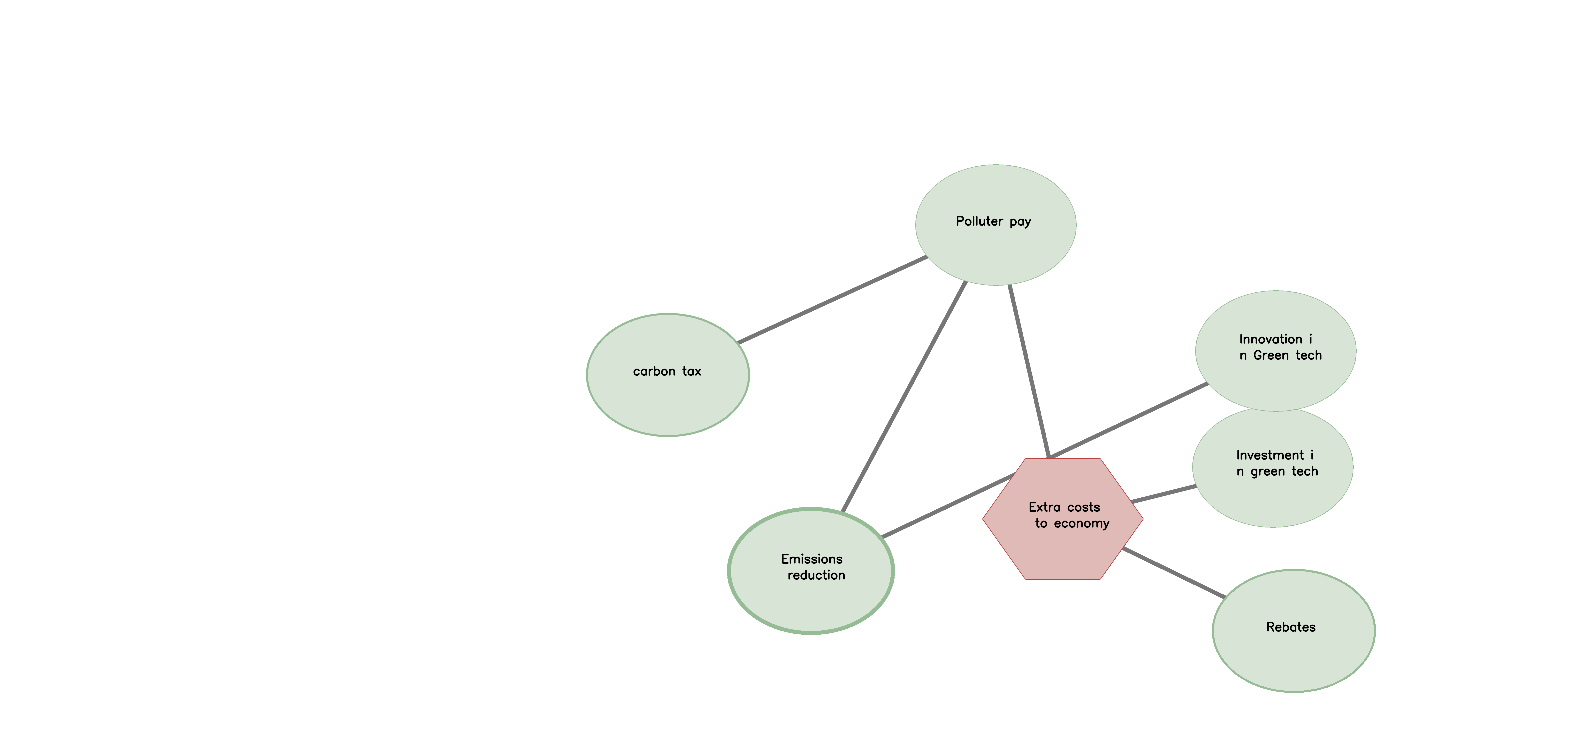 Polluter pay
Innovation i
n Green tech
carbon tax
Investment i
n green tech
Extra costs
to economy
Emissions
reduction
Rebates